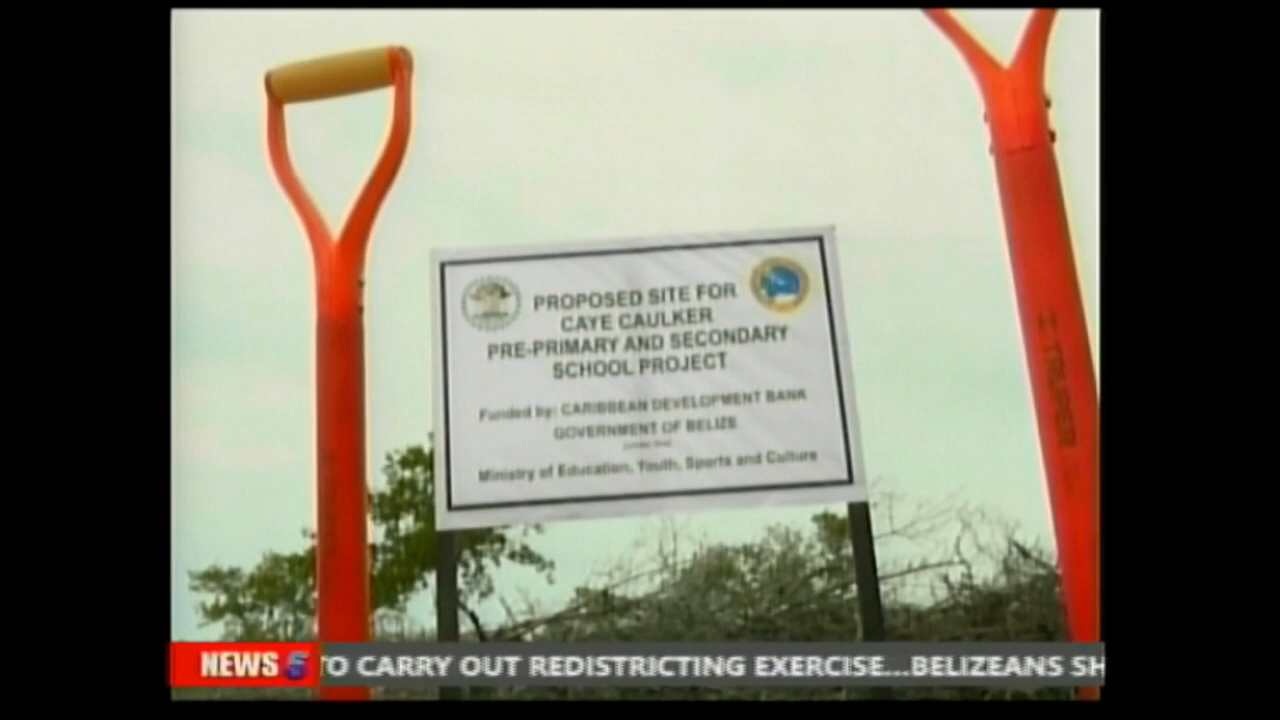 PROPOSED SITE FOR
CAYE CAULKER
PRE-PRIMARY AND SECONDARY
SCHOOL PROJECT
Funded by: CARIBBEAN DEVELOPMENT BANK
GOVERNMENT OF BELIZE
Ministry of Education, Youth, Sports and Culture
TRUPER
NEWS 5 TO CARRY OUT REDISTRICTING EXERCISE...BELIZEANS SH